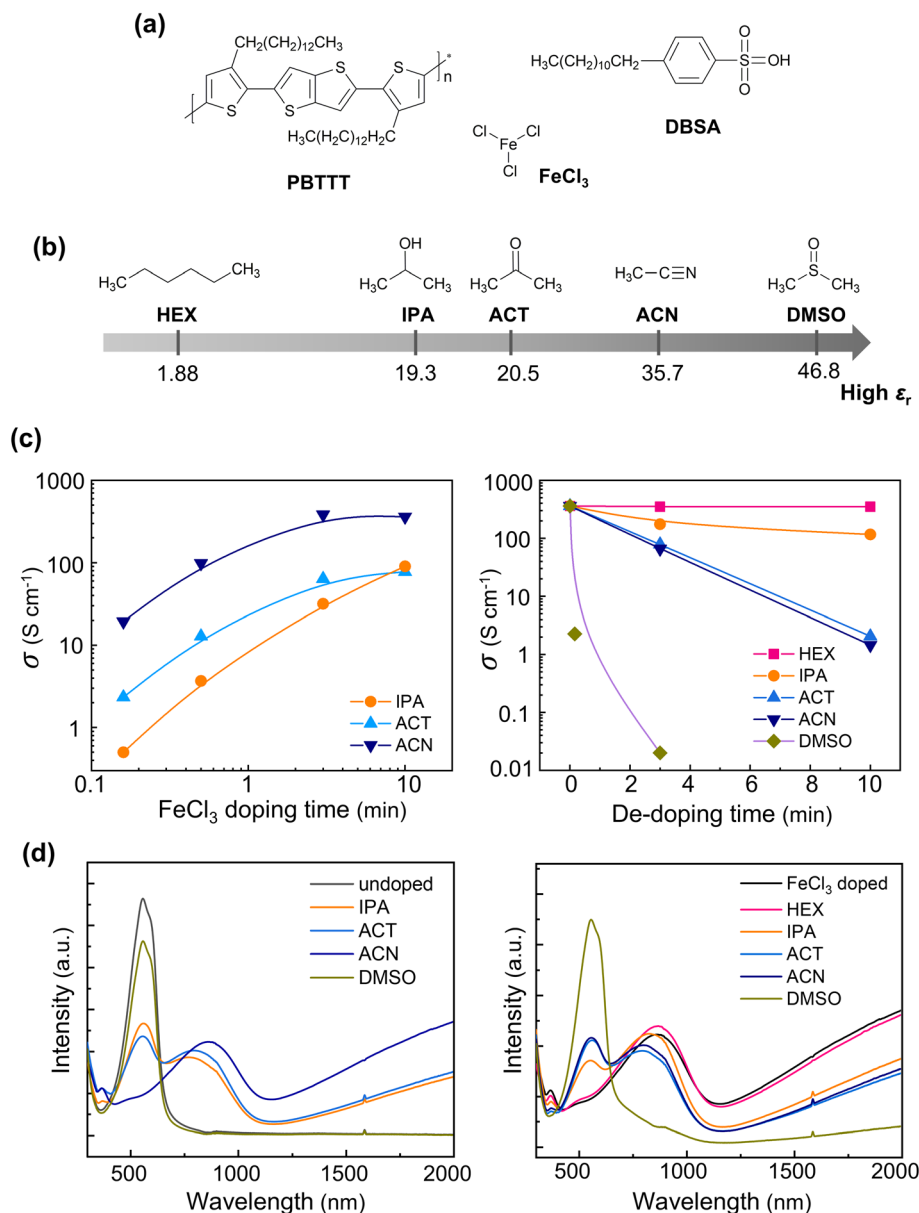 (a)
CH2(CH2)12CH3
S
S
S
S
*
n
H3C(H2C)12H2C
PBTTT
H3C(CH2)10CH2
O
S
OH
O
DBSA
Cl
Cl
Fe
Cl
FeCl3
(b)
H3C
CH3
HEX
OH
H3C
CH3
IPA
O
H3C
CH3
ACT
H3C
C
N
ACN
O
S
H3C
CH3
DMSO
1.88
19.3
20.5
35.7
46.8
High εr
(c)
1000
100
10
1
σ (S cm-1)
IPA
ACT
ACN
0.1
1
10
FeCl3 doping time (min)
1000
100
10
1
0.1
0.01
σ (S cm-1)
HEX
IPA
ACT
ACN
DMSO
0
2
4
6
8
10
De-doping time (min)
(d)
Intensity (a.u.)
undoped
IPA
ACT
ACN
DMSO
500
1000
1500
2000
Wavelength (nm)
Intensity (a.u.)
FeCl3 doped
HEX
IPA
ACT
ACN
DMSO
500
1000
1500
2000
Wavelength (nm)